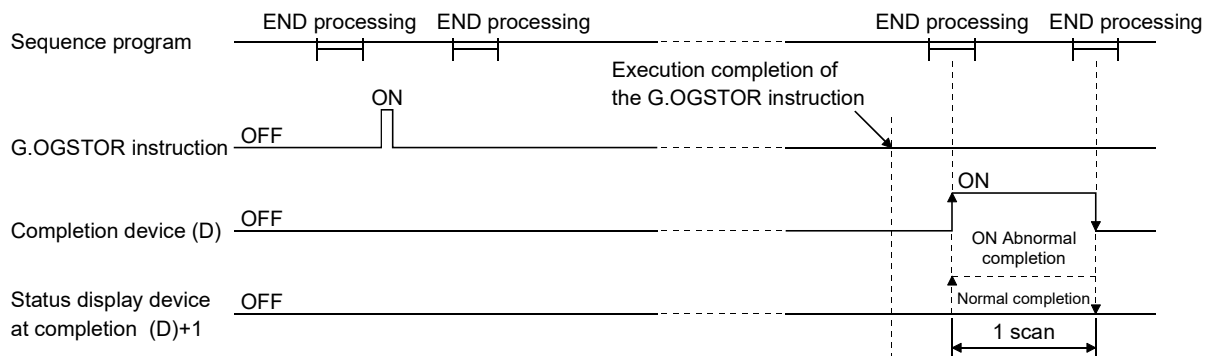 END processing
END processing
END processing
END processing
Sequence program
Execution completion of
the G.OGSTOR instruction
ON
OFF
G.OGSTOR instruction
ON
OFF
Completion device (D)
ON Abnormal
completion
Status display device
at completion (D)+1
OFF
Normal completion
1 scan